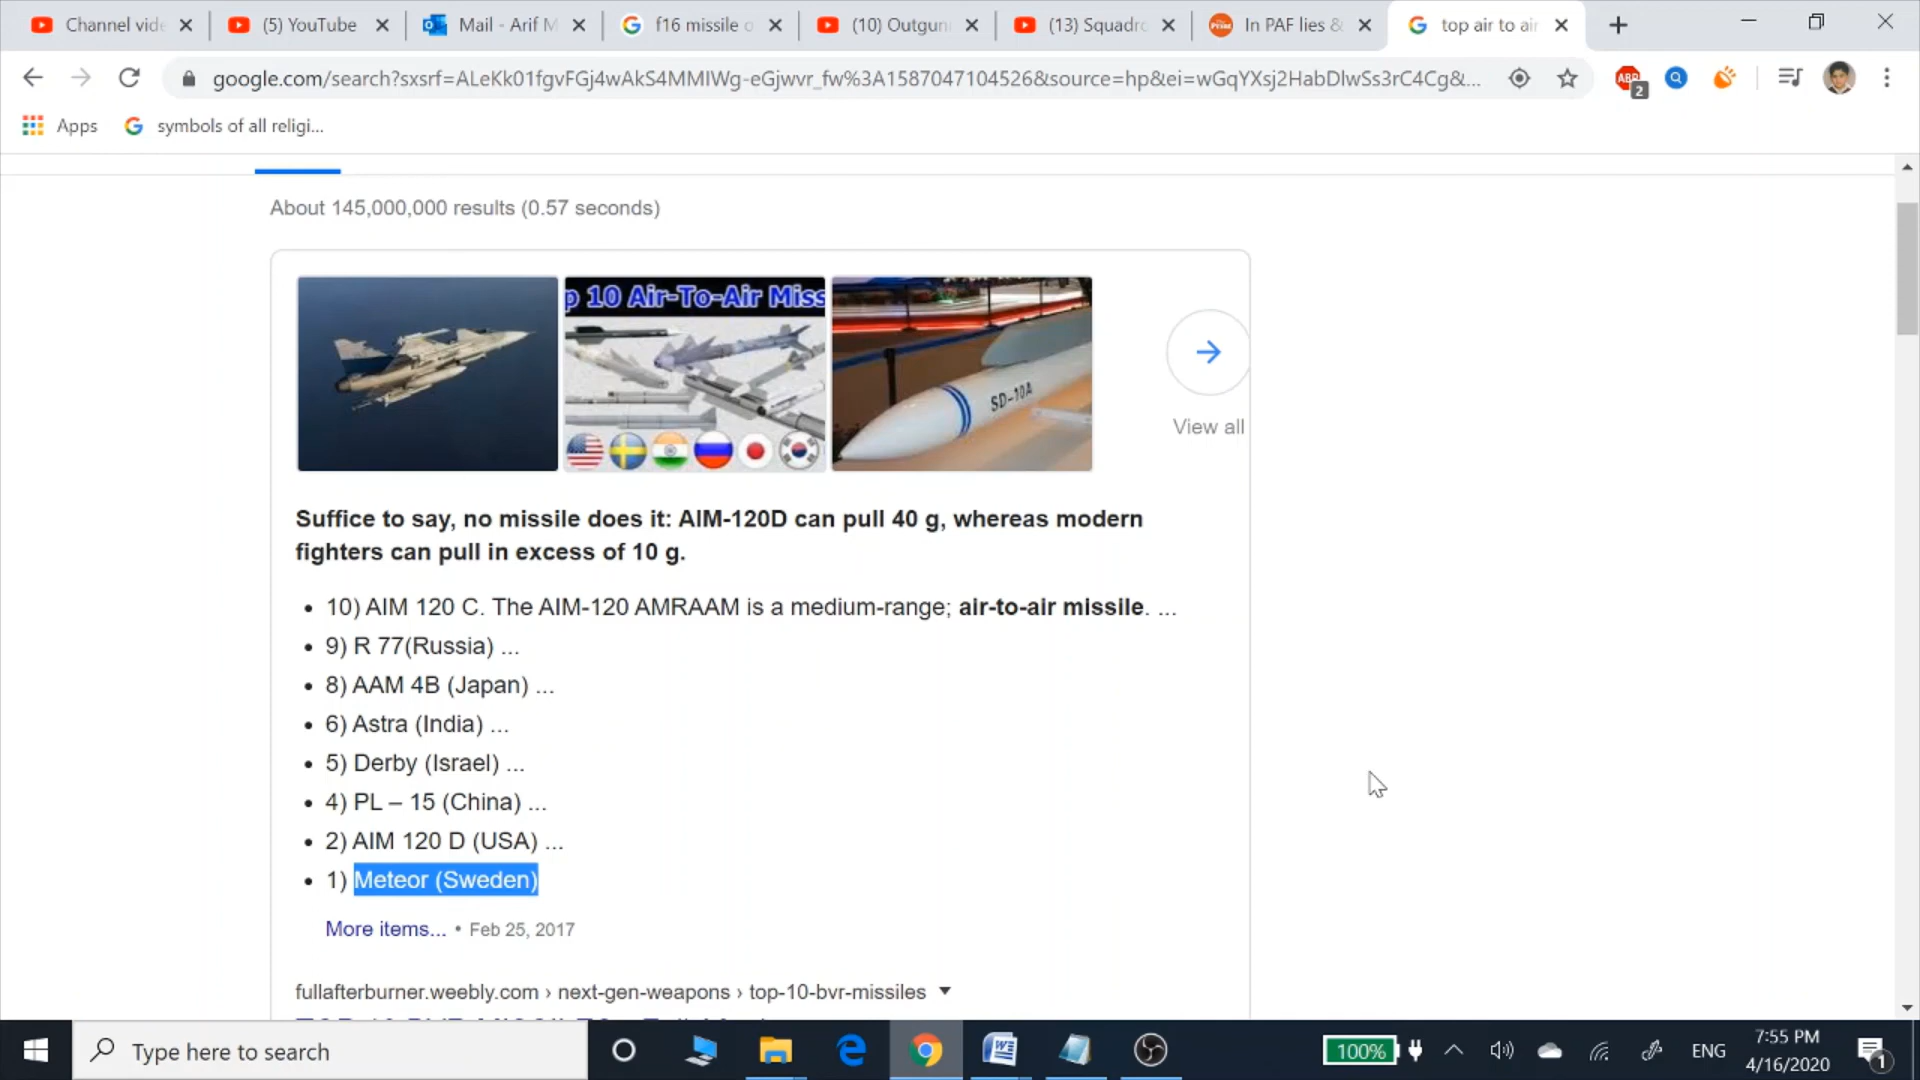 Channel vide
(5) YouTube
Mail - Arif M
f16 missile o
(10) Outgun
(13) Squadro
In PAF lies &
top air to air
google.com/search?sxsrf=ALeKk01fgvFGj4wAkS4MMIWg-eGjwvr_fw%3A1587047104526&source=hp&ei=wGqYXsj2HabDlwSs3rC4Cg&...
ABP
2
Apps
symbols of all religi...
About 145,000,000 results (0.57 seconds)
p 10 Air-To-Air Miss
SD-10A
View all
Suffice to say, no missile does it: AIM-120D can pull 40 g, whereas modern
fighters can pull in excess of 10 g.
10) AIM 120 C. The AIM-120 AMRAAM is a medium-range; air-to-air missile. ...
9) R 77(Russia) ...
8) AAM 4B (Japan) ...
6) Astra (India) ...
5) Derby (Israel) ...
4) PL – 15 (China) ...
2) AIM 120 D (USA) ...
1) Meteor (Sweden)
More items... • Feb 25, 2017
fullafterburner.weebly.com › next-gen-weapons › top-10-bvr-missiles
Type here to search
100%
ENG
7:55 PM
4/16/2020
1